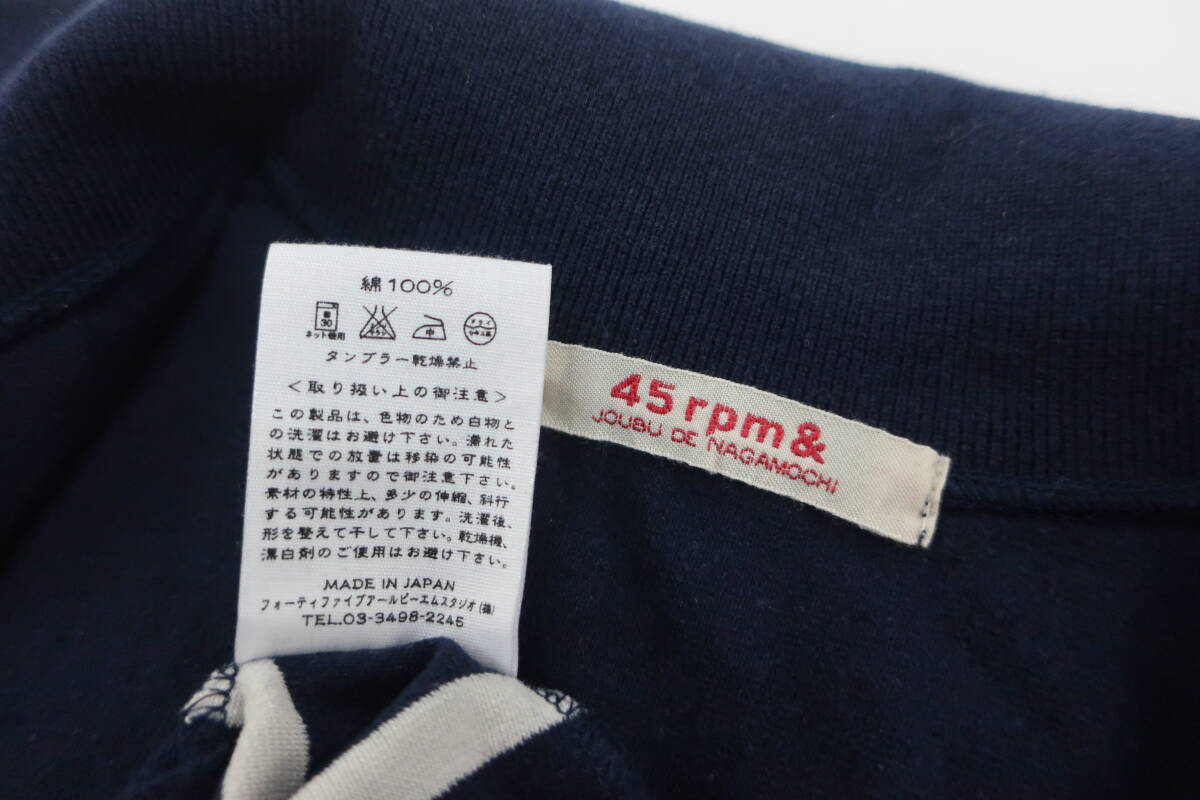 綿100%
30
ネット使用
中
ドライ
タンブラー乾燥禁止
<取り扱い上の御注意>
この製品は、色物のため白物と
の洗濯はお避け下さい。濡れた
状態での放置は移染の可能性
がありますので御注意下さい。
素材の特性上、多少の伸縮、斜行
する可能性があります。洗濯後、
形を整えて干して下さい。乾燥機、
漂白剤のご使用はお避け下さい。
MADE IN JAPAN
フォーティファイブアールピーエムスタジオ(株)
TEL.03-3498-2245
45rpm&
JOUBU DE NAGAMOCHI